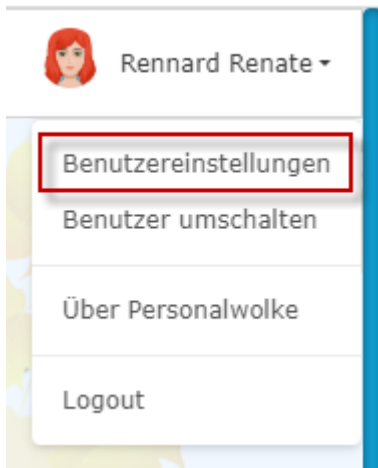 Rennard Renate
Benutzereinstellungen
Benutzer umschalten
Über Personalwolke
Logout